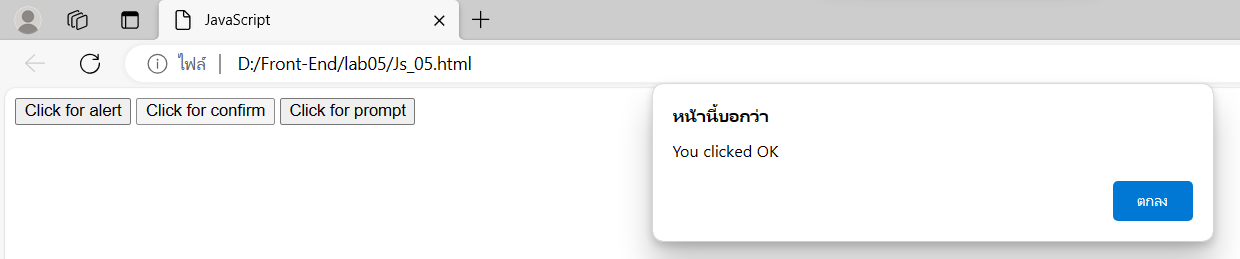 JavaScript
ไฟล์ D:/Front-End/lab05/Js_05.html
Click for alert Click for confirm Click for prompt
หน้านี้บอกว่า
You clicked OK
ตกลง